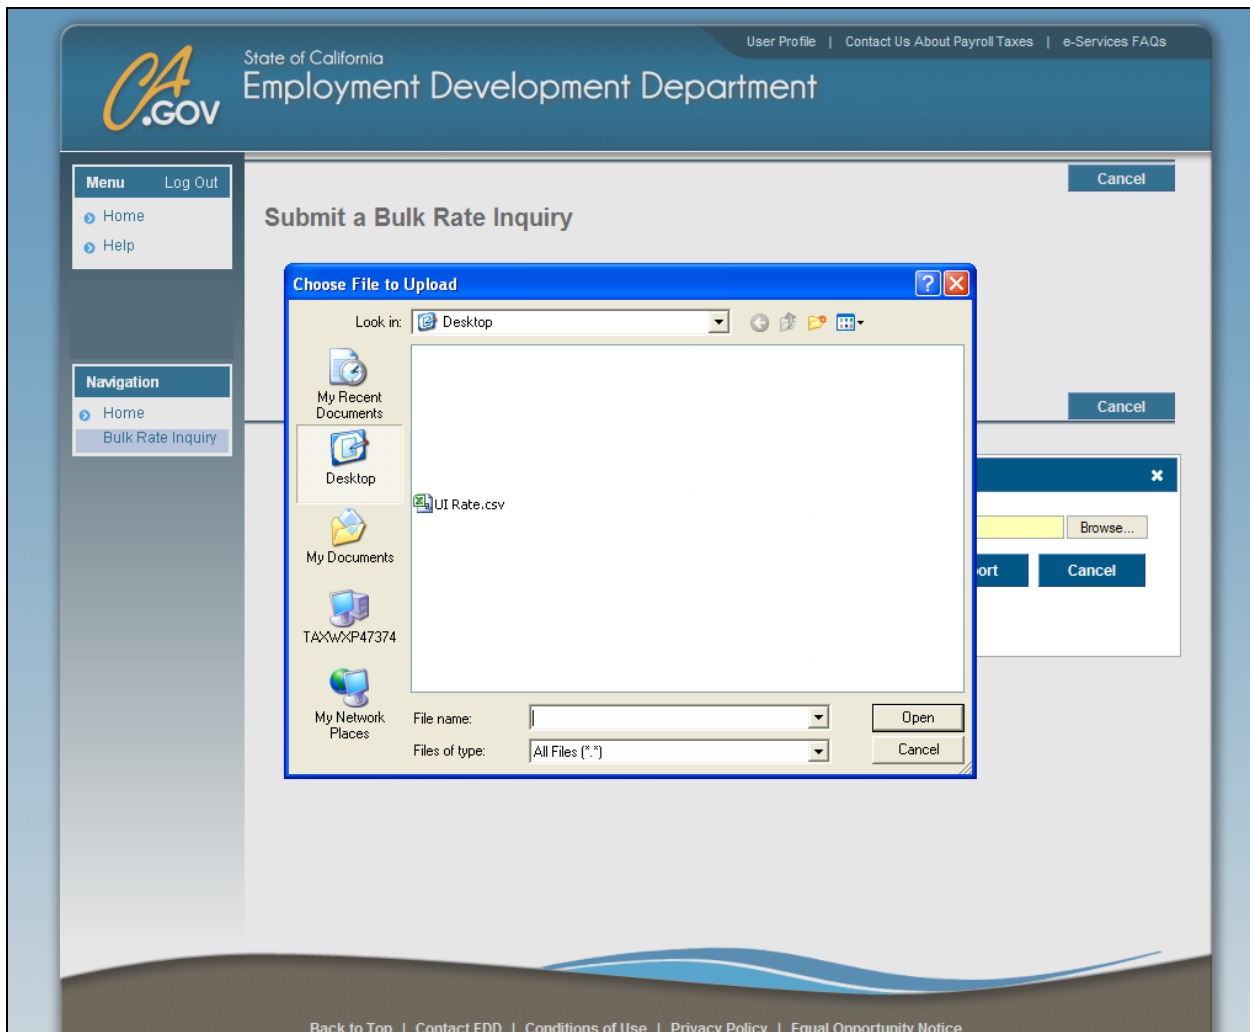 User Profile | Contact Us About Payroll Taxes | e-Services FAQs
CA.GOV
State of California
Employment Development Department
Menu Log Out
Home
Help
Cancel
Submit a Bulk Rate Inquiry
Choose File to Upload
Look in: Desktop
My Recent Documents
Desktop
UI Rate.csv
My Documents
TAXWXP47374
My Network Places
File name:
Open
Files of type: All Files (*.*)
Cancel
Navigation
Home
Bulk Rate Inquiry
Cancel
Browse...
ort
Cancel
Back to Top | Contact EDD | Conditions of Use | Privacy Policy | Equal Opportunity Notice